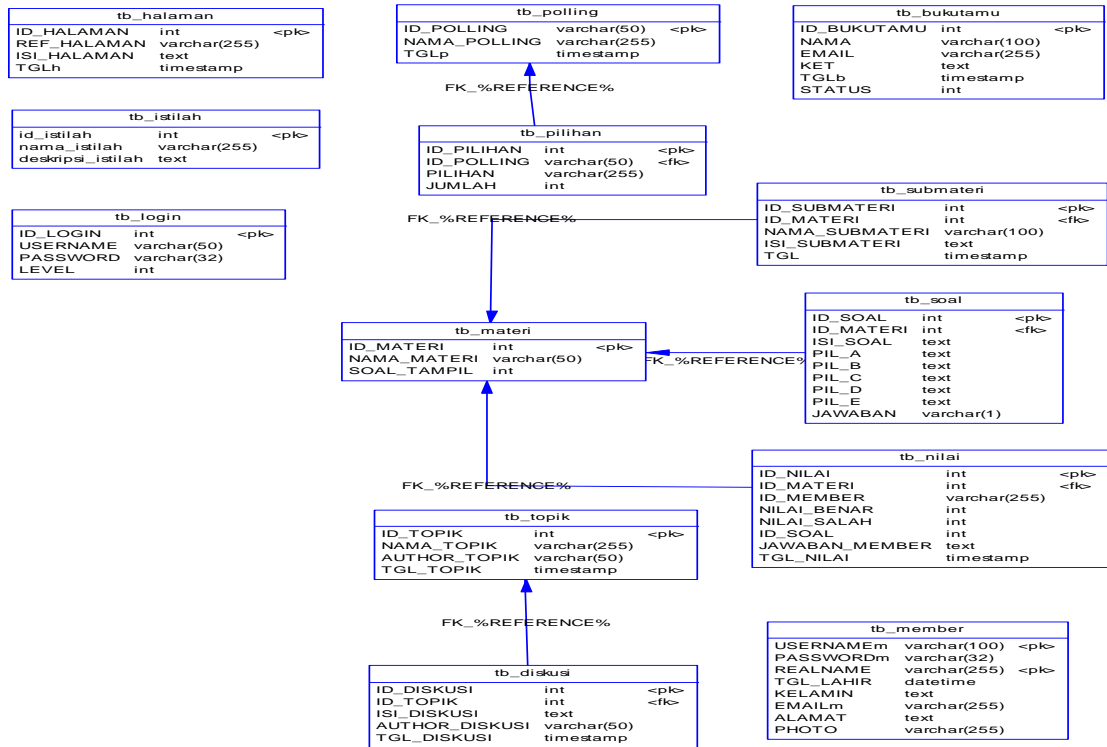 tb_halaman
ID_HALAMAN int <pk>
REF_HALAMAN varchar(255)
ISI_HALAMAN text
TGLh timestamp
tb_polling
ID_POLLING varchar(50) <pk>
NAMA_POLLING varchar(255)
TGLp timestamp
tb_bukutamu
ID_BUKUTAMU int <pk>
NAMA varchar(100)
EMAIL varchar(255)
KET text
TGLb timestamp
STATUS int
FK_%REFERENCE%
tb_istilah
id_istilah int <pk>
nama_istilah varchar(255)
deskripsi_istilah text
tb_pilihan
ID_PILIHAN int <pk>
ID_POLLING varchar(50) <fk>
PILIHAN varchar(255)
JUMLAH int
tb_login
ID_LOGIN int <pk>
USERNAME varchar(50)
PASSWORD varchar(32)
LEVEL int
FK_%REFERENCE%
tb_submateri
ID_SUBMATERI int <pk>
ID_MATERI int <fk>
NAMA_SUBMATERI varchar(100)
ISI_SUBMATERI text
TGL timestamp
tb_materi
ID_MATERI int <pk>
NAMA_MATERI varchar(50)
SOAL_TAMPIL int
FK_%REFERENCE%
tb_soal
ID_SOAL int <pk>
ID_MATERI int <fk>
ISI_SOAL text
PIL_A text
PIL_B text
PIL_C text
PIL_D text
PIL_E text
JAWABAN varchar(1)
FK_%REFERENCE%
tb_nilai
ID_NILAI int <pk>
ID_MATERI int <fk>
ID_MEMBER varchar(255)
NILAI_BENAR int
NILAI_SALAH int
ID_SOAL int
JAWABAN_MEMBER text
TGL_NILAI timestamp
tb_topik
ID_TOPIK int <pk>
NAMA_TOPIK varchar(255)
AUTHOR_TOPIK varchar(50)
TGL_TOPIK timestamp
FK_%REFERENCE%
tb_diskusi
ID_DISKUSI int <pk>
ID_TOPIK int <fk>
ISI_DISKUSI text
AUTHOR_DISKUSI varchar(50)
TGL_DISKUSI timestamp
tb_member
USERNAMEm varchar(100) <pk>
PASSWORDm varchar(32)
REALNAME varchar(255) <pk>
TGL_LAHIR datetime
KELAMIN text
EMAILm varchar(255)
ALAMAT text
PHOTO varchar(255)